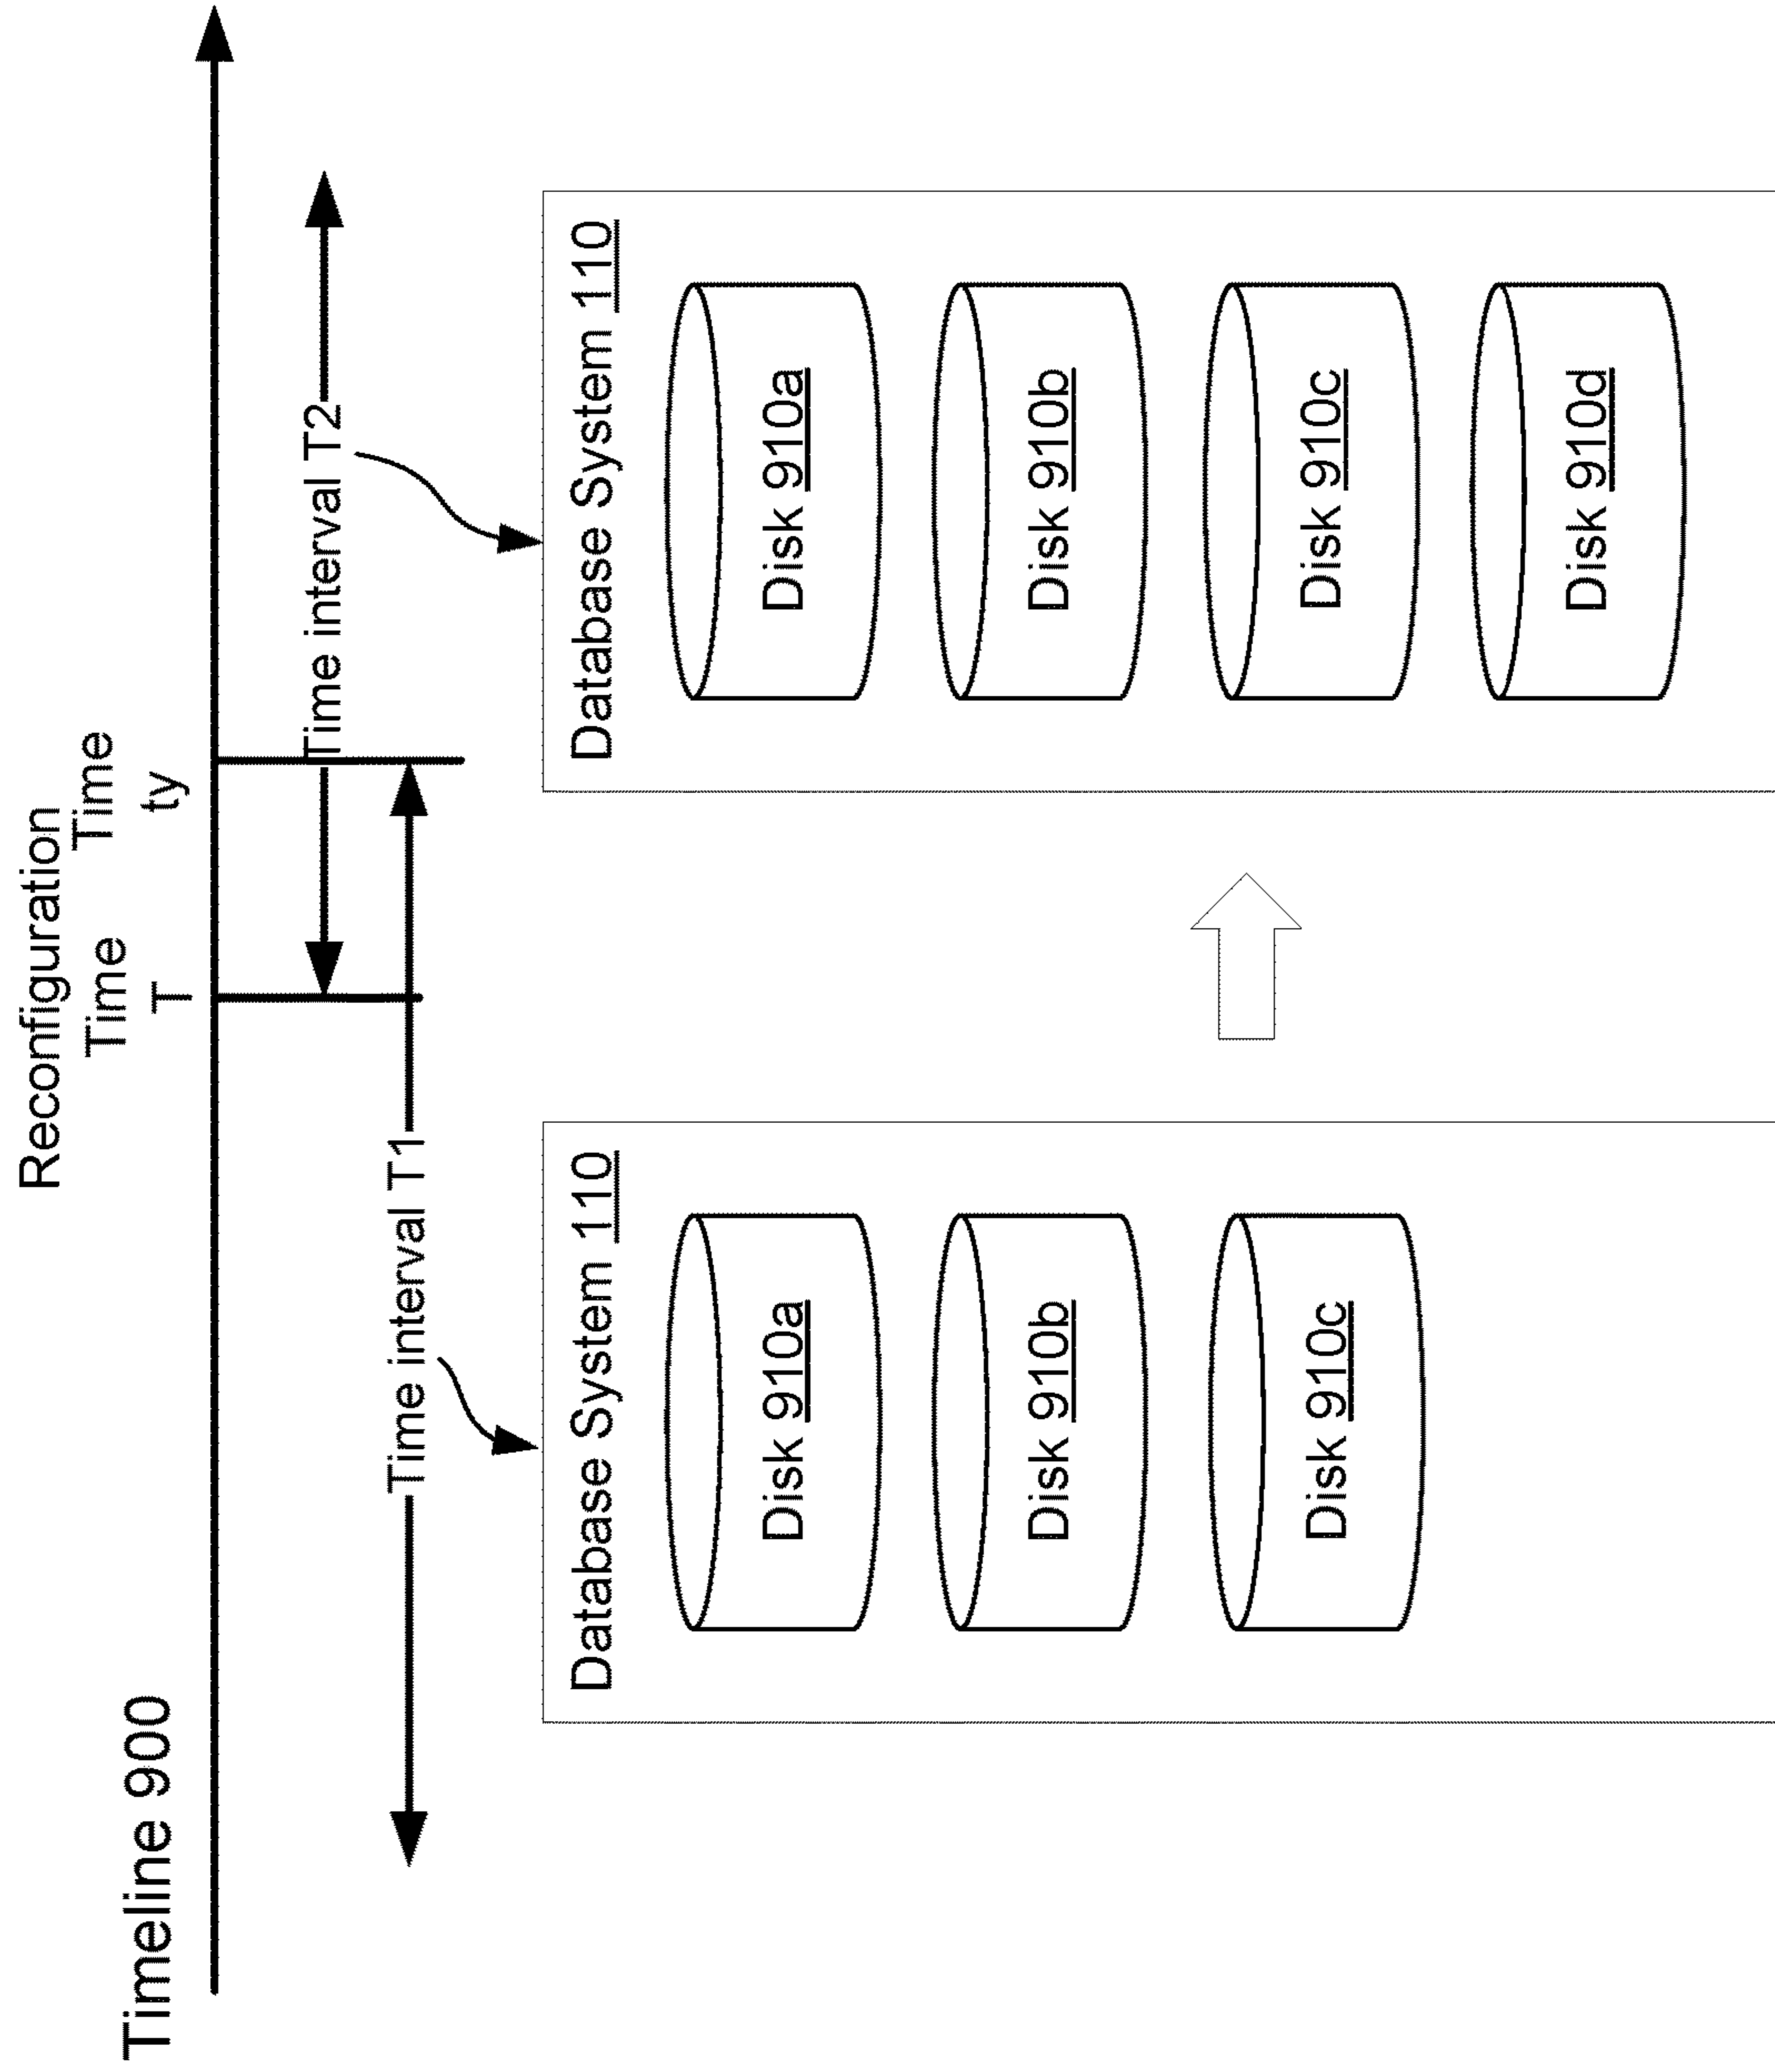 Timeline 900
Reconfiguration
Time Time
T ty
Time interval T2
Time interval T1
Database System 110
Disk 910a
Disk 910b
Disk 910c
Database System 110
Disk 910a
Disk 910b
Disk 910c
Disk 910d